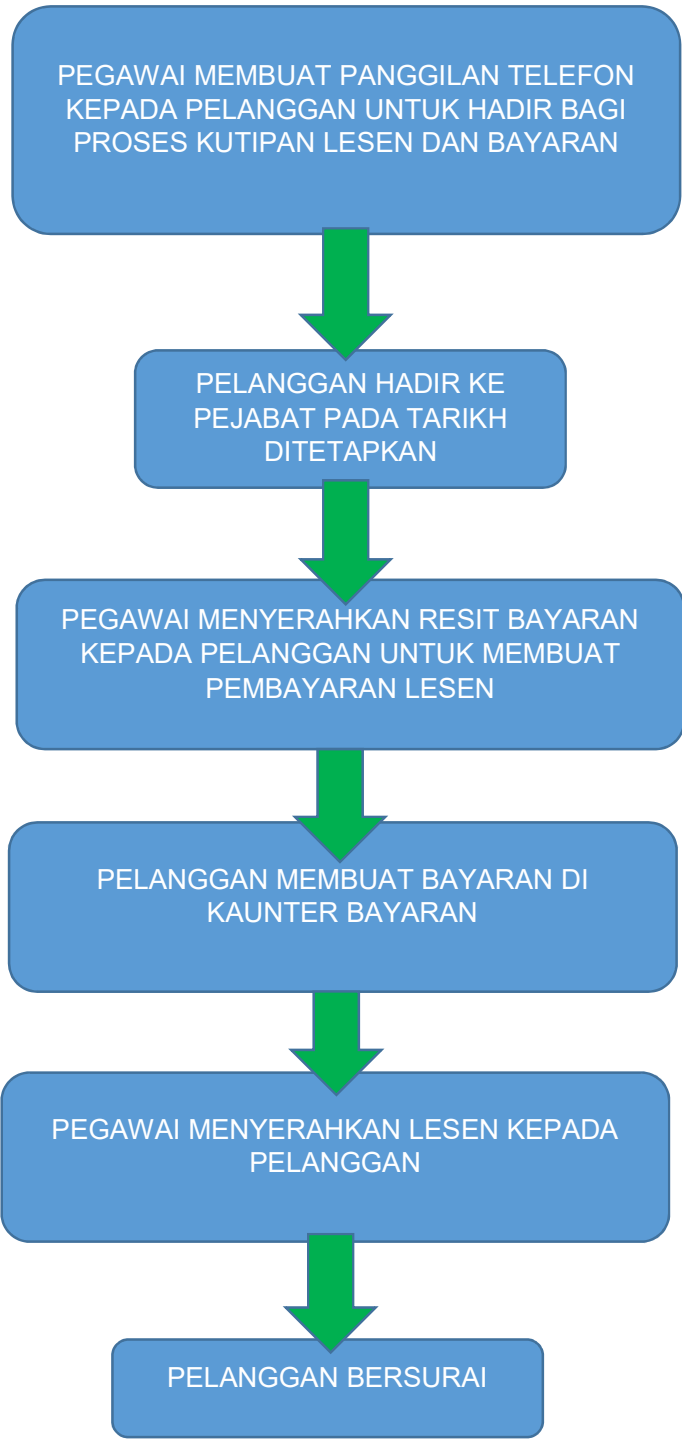 PEGAWAI MEMBUAT PANGGILAN TELEFON
KEPADA PELANGGAN UNTUK HADIR BAGI
PROSES KUTIPAN LESEN DAN BAYARAN
PELANGGAN HADIR KE
PEJABAT PADA TARIKH
DITETAPKAN
PEGAWAI MENYERAHKAN RESIT BAYARAN
KEPADA PELANGGAN UNTUK MEMBUAT
PEMBAYARAN LESEN
PELANGGAN MEMBUAT BAYARAN DI
KAUNTER BAYARAN
PEGAWAI MENYERAHKAN LESEN KEPADA
PELANGGAN
PELANGGAN BERSURAI